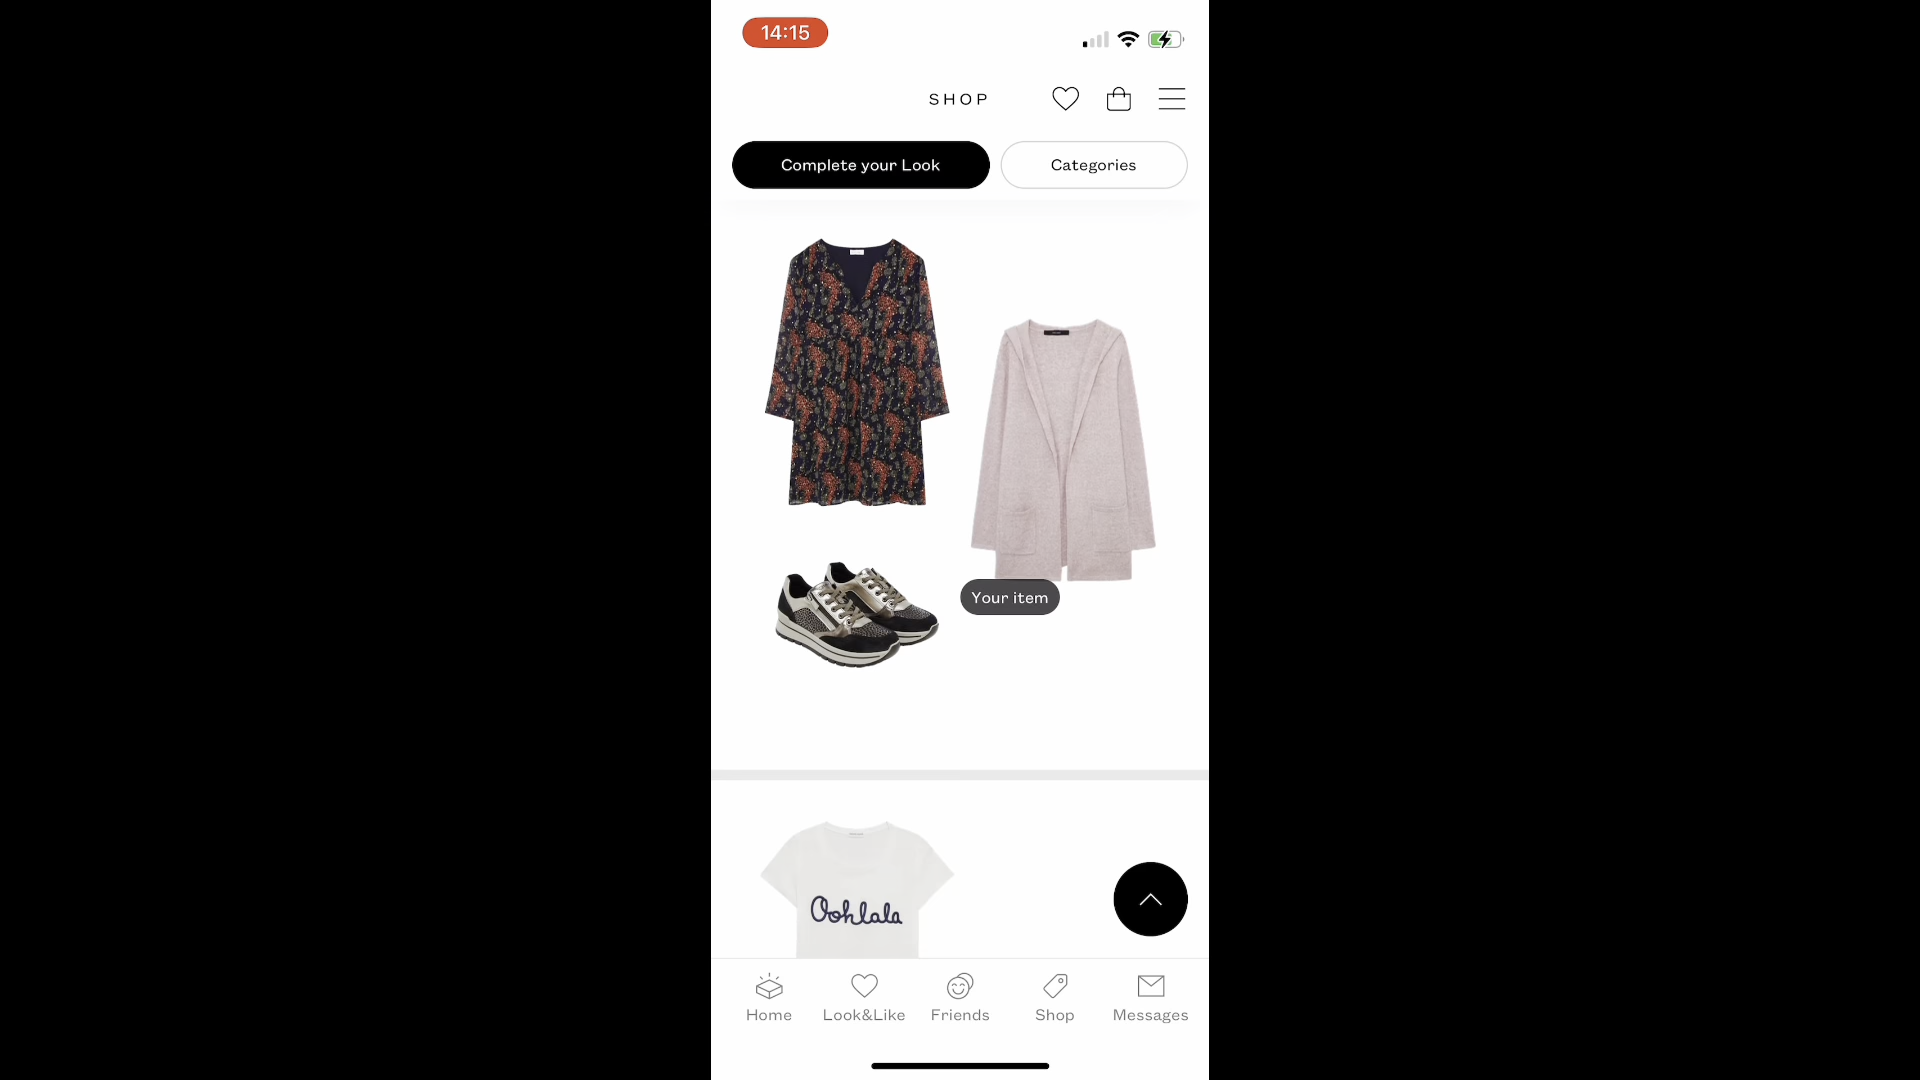 14:15
SHOP
Complete your Look
Categories
Your item
Oohlala
Home
Look&Like
Friends
Shop
Messages